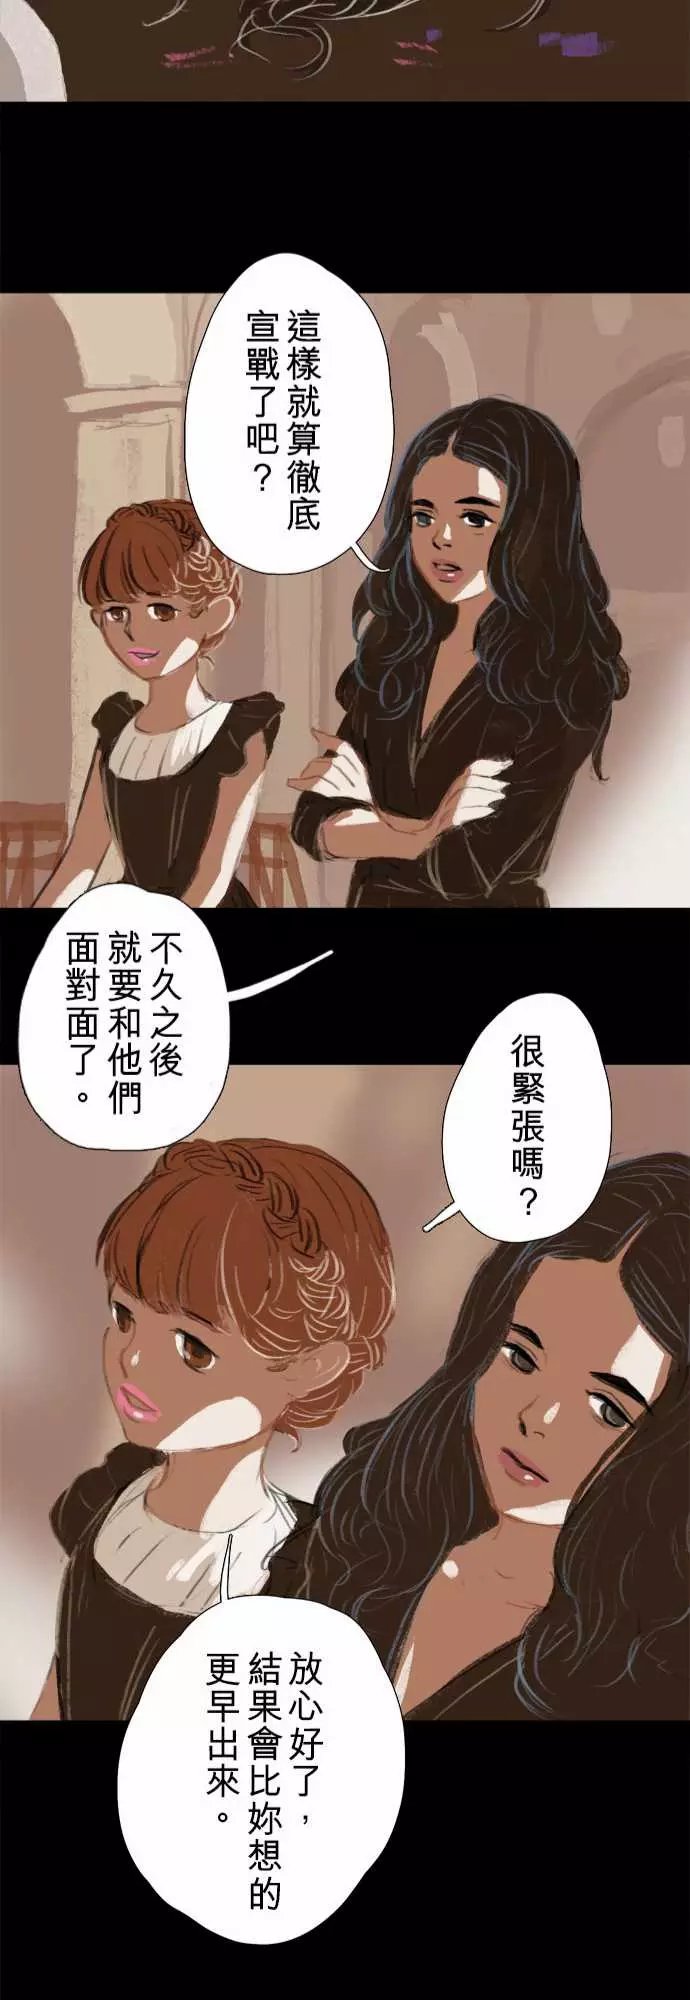 這樣就算徹底
宣戰了吧？
不久之後
就要和他們
面對面了。
很緊張嗎？
放心好了，
結果會比妳想的
更早出來。